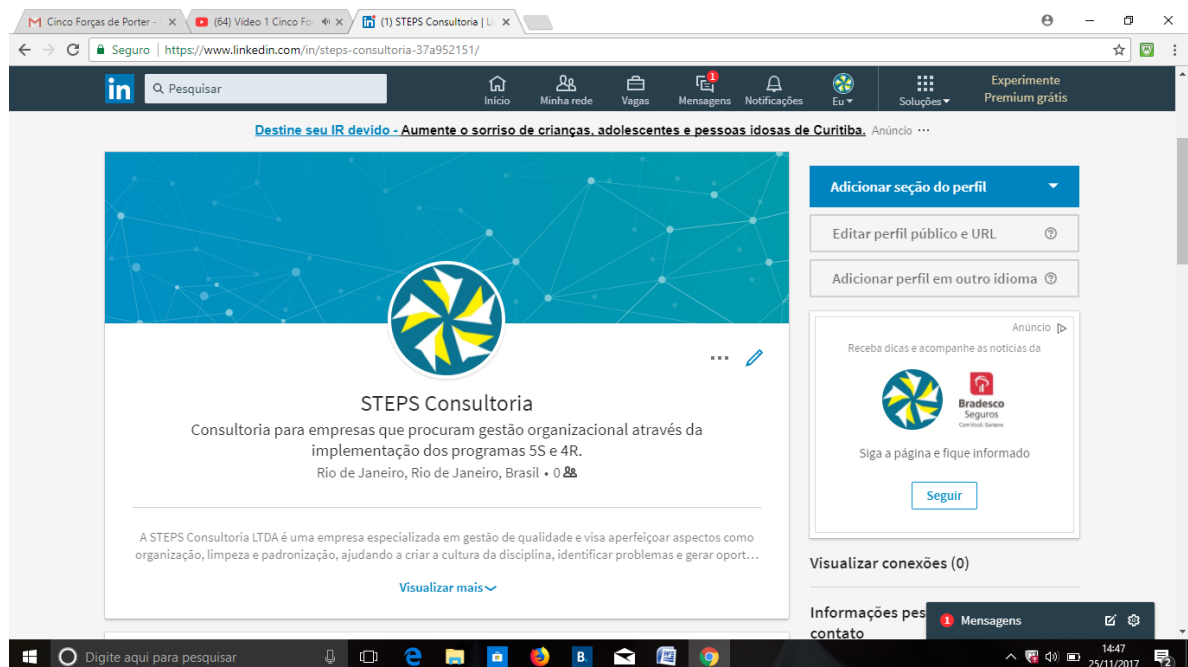 Cinco Forças de Porter -
(64) Vídeo 1 Cinco Fo
(1) STEPS Consultoria | L
Seguro | https://www.linkedin.com/in/steps-consultoria-37a952151/
in Pesquisar
Início Minha rede Vagas 1 Mensagens Notificações Eu Soluções
Experimente
Premium grátis
Destine seu IR devido - Aumente o sorriso de crianças, adolescentes e pessoas idosas de Curitiba. Anúncio ...
Adicionar seção do perfil
Editar perfil público e URL
Adicionar perfil em outro idioma
STEPS Consultoria
Consultoria para empresas que procuram gestão organizacional através da
implementação dos programas 5S e 4R.
Rio de Janeiro, Rio de Janeiro, Brasil • 0
A STEPS Consultoria LTDA é uma empresa especializada em gestão de qualidade e visa aperfeiçoar aspectos como
organização, limpeza e padronização, ajudando a criar a cultura da disciplina, identificar problemas e gerar oport...
Visualizar mais
Anúncio
Receba dicas e acompanhe as notícias da
Bradesco
Seguros
Com Você. Sempre
Siga a página e fique informado
Seguir
Visualizar conexões (0)
Informações pes
contato
1 Mensagens
Digite aqui para pesquisar
B.
14:47
25/11/2017
2